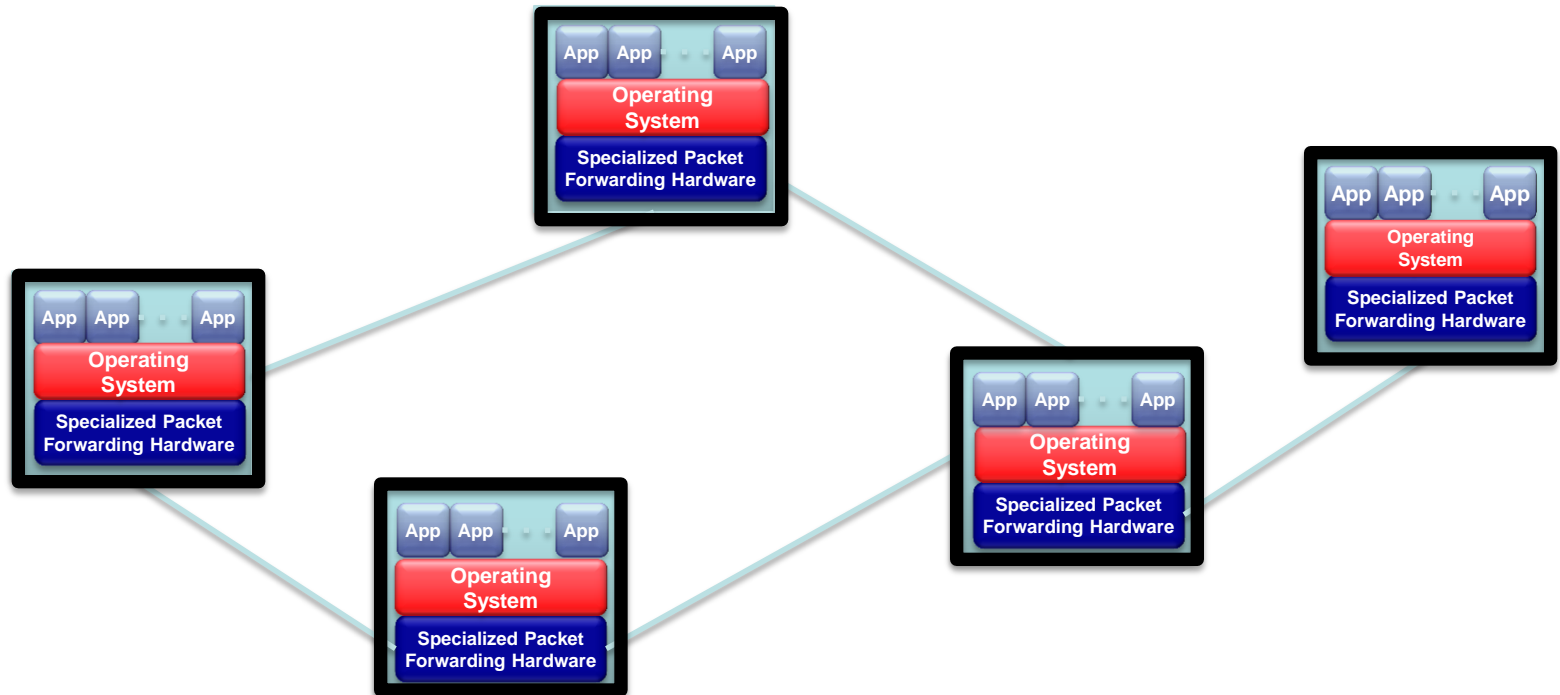 App App · · · App
Operating
System
Specialized Packet
Forwarding Hardware
App App · · · App
Operating
System
Specialized Packet
Forwarding Hardware
App App · · · App
Operating
System
Specialized Packet
Forwarding Hardware
App App · · · App
Operating
System
Specialized Packet
Forwarding Hardware
App App · · · App
Operating
System
Specialized Packet
Forwarding Hardware